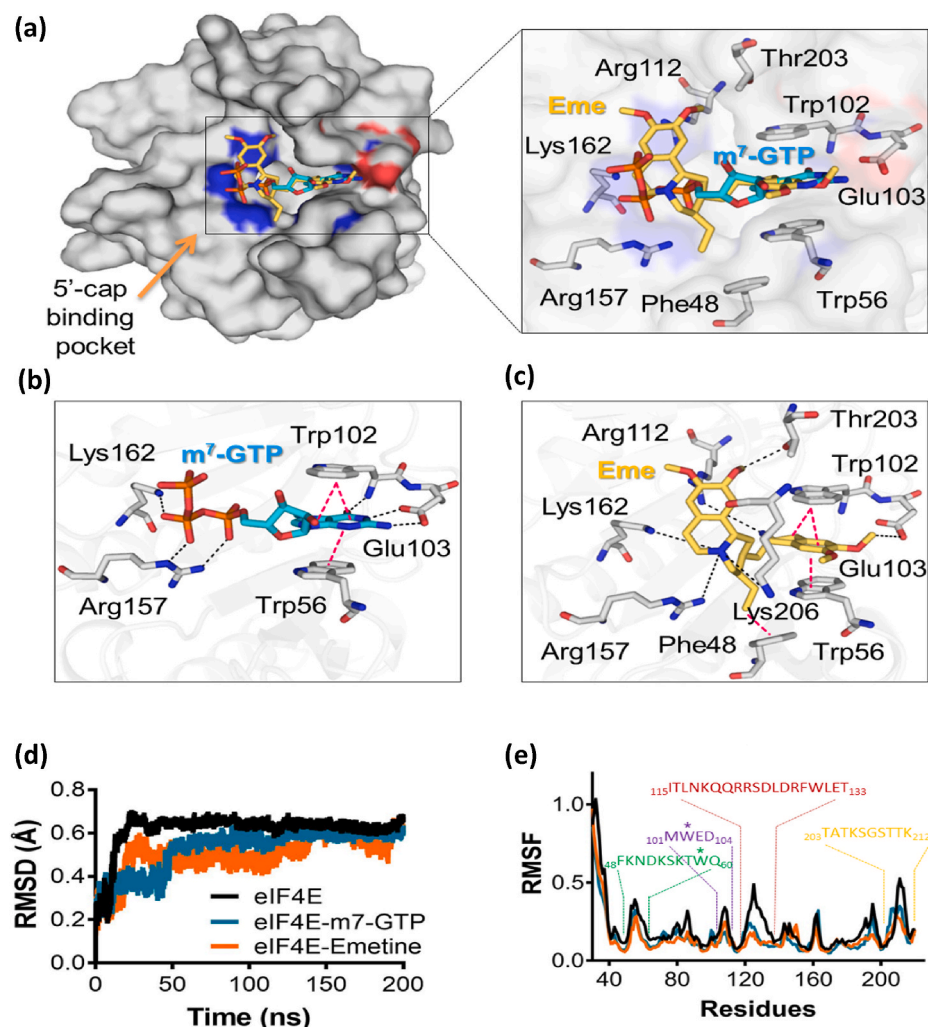 (a)
Arg112
Thr203
Eme
Trp102
Lys162
m⁷-GTP
Glu103
5’-cap
binding
pocket
Arg157
Phe48
Trp56
(b)
Trp102
Lys162
m⁷-GTP
Glu103
Arg157
Trp56
(c)
Arg112
Thr203
Eme
Trp102
Lys162
Glu103
Lys206
Arg157
Phe48
Trp56
(d)
RMSD (Å)
0.8
0.6
0.4
0.2
0.0
eIF4E
eIF4E-m7-GTP
eIF4E-Emetine
0 50 100 150 200
Time (ns)
(e)
RMSF
1.0
0.5
0.0
115ITLNKQQRRSDLDRFWLET133
*
101MWED104
*
48FKNDKSKTWQ60
203TATKSGSTTK212
40 80 120 160 200
Residues